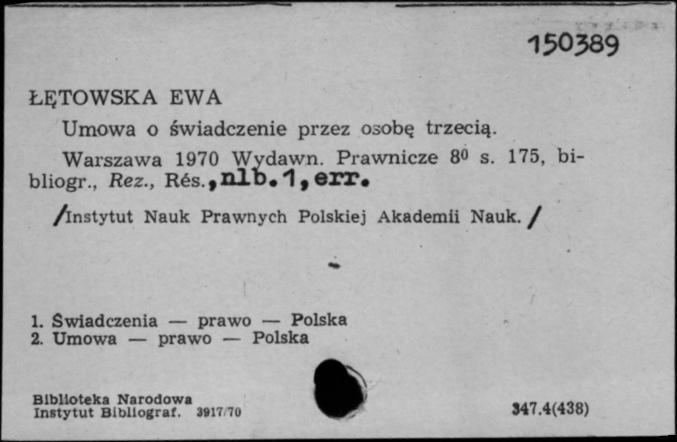 150389
ŁĘTOWSKA EWA
Umowa o świadczenie przez osobę trzecią.
Warszawa 1970 Wydawn. Prawnicze 8⁰ s. 175, bi-
bliogr., Rez., Rés., nlb. 1, err.
/Instytut Nauk Prawnych Polskiej Akademii Nauk./
1. Świadczenia — prawo — Polska
2. Umowa — prawo — Polska
Biblioteka Narodowa
Instytut Bibliograf. 3917/70
347.4(438)